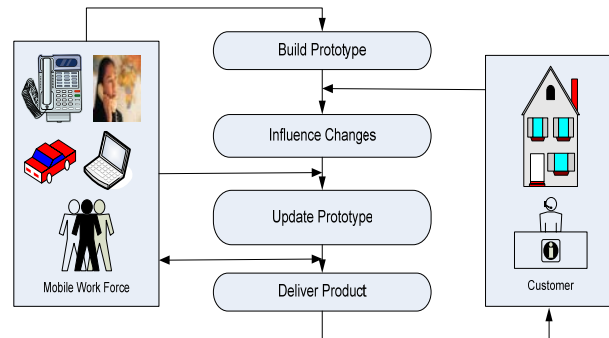 Build Prototype
Influence Changes
Update Prototype
Deliver Product
Mobile Work Force
Customer
i